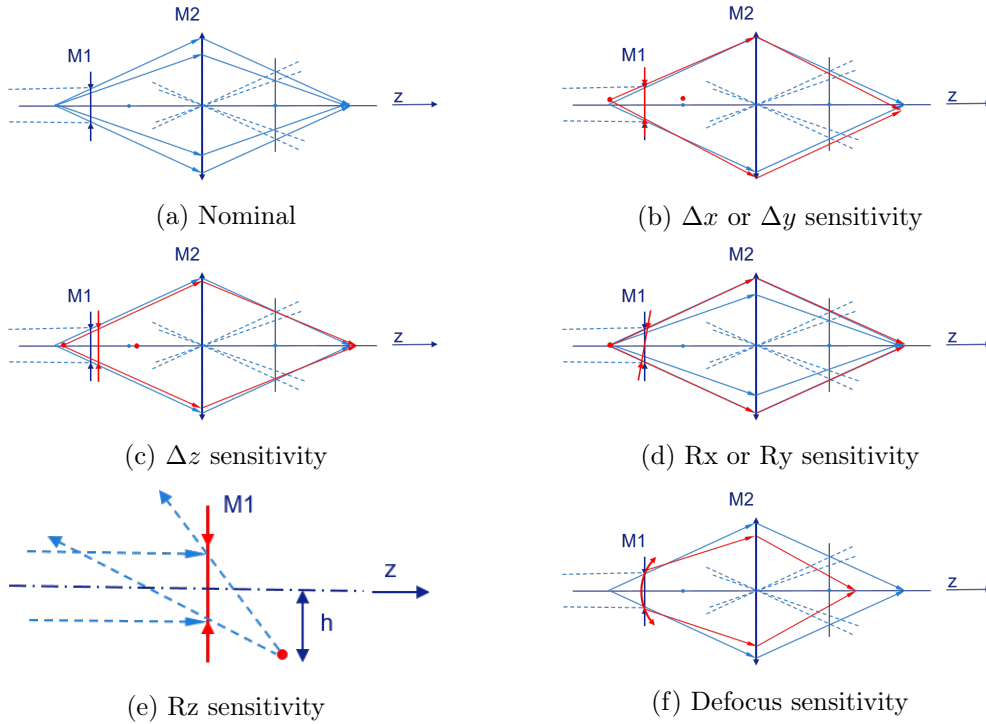 M2
M1
z
(a) Nominal
M2
M1
z
(b) Δx or Δy sensitivity
M2
M1
z
(c) Δz sensitivity
M2
M1
z
(d) Rx or Ry sensitivity
M1
z
h
(e) Rz sensitivity
M2
M1
z
(f) Defocus sensitivity